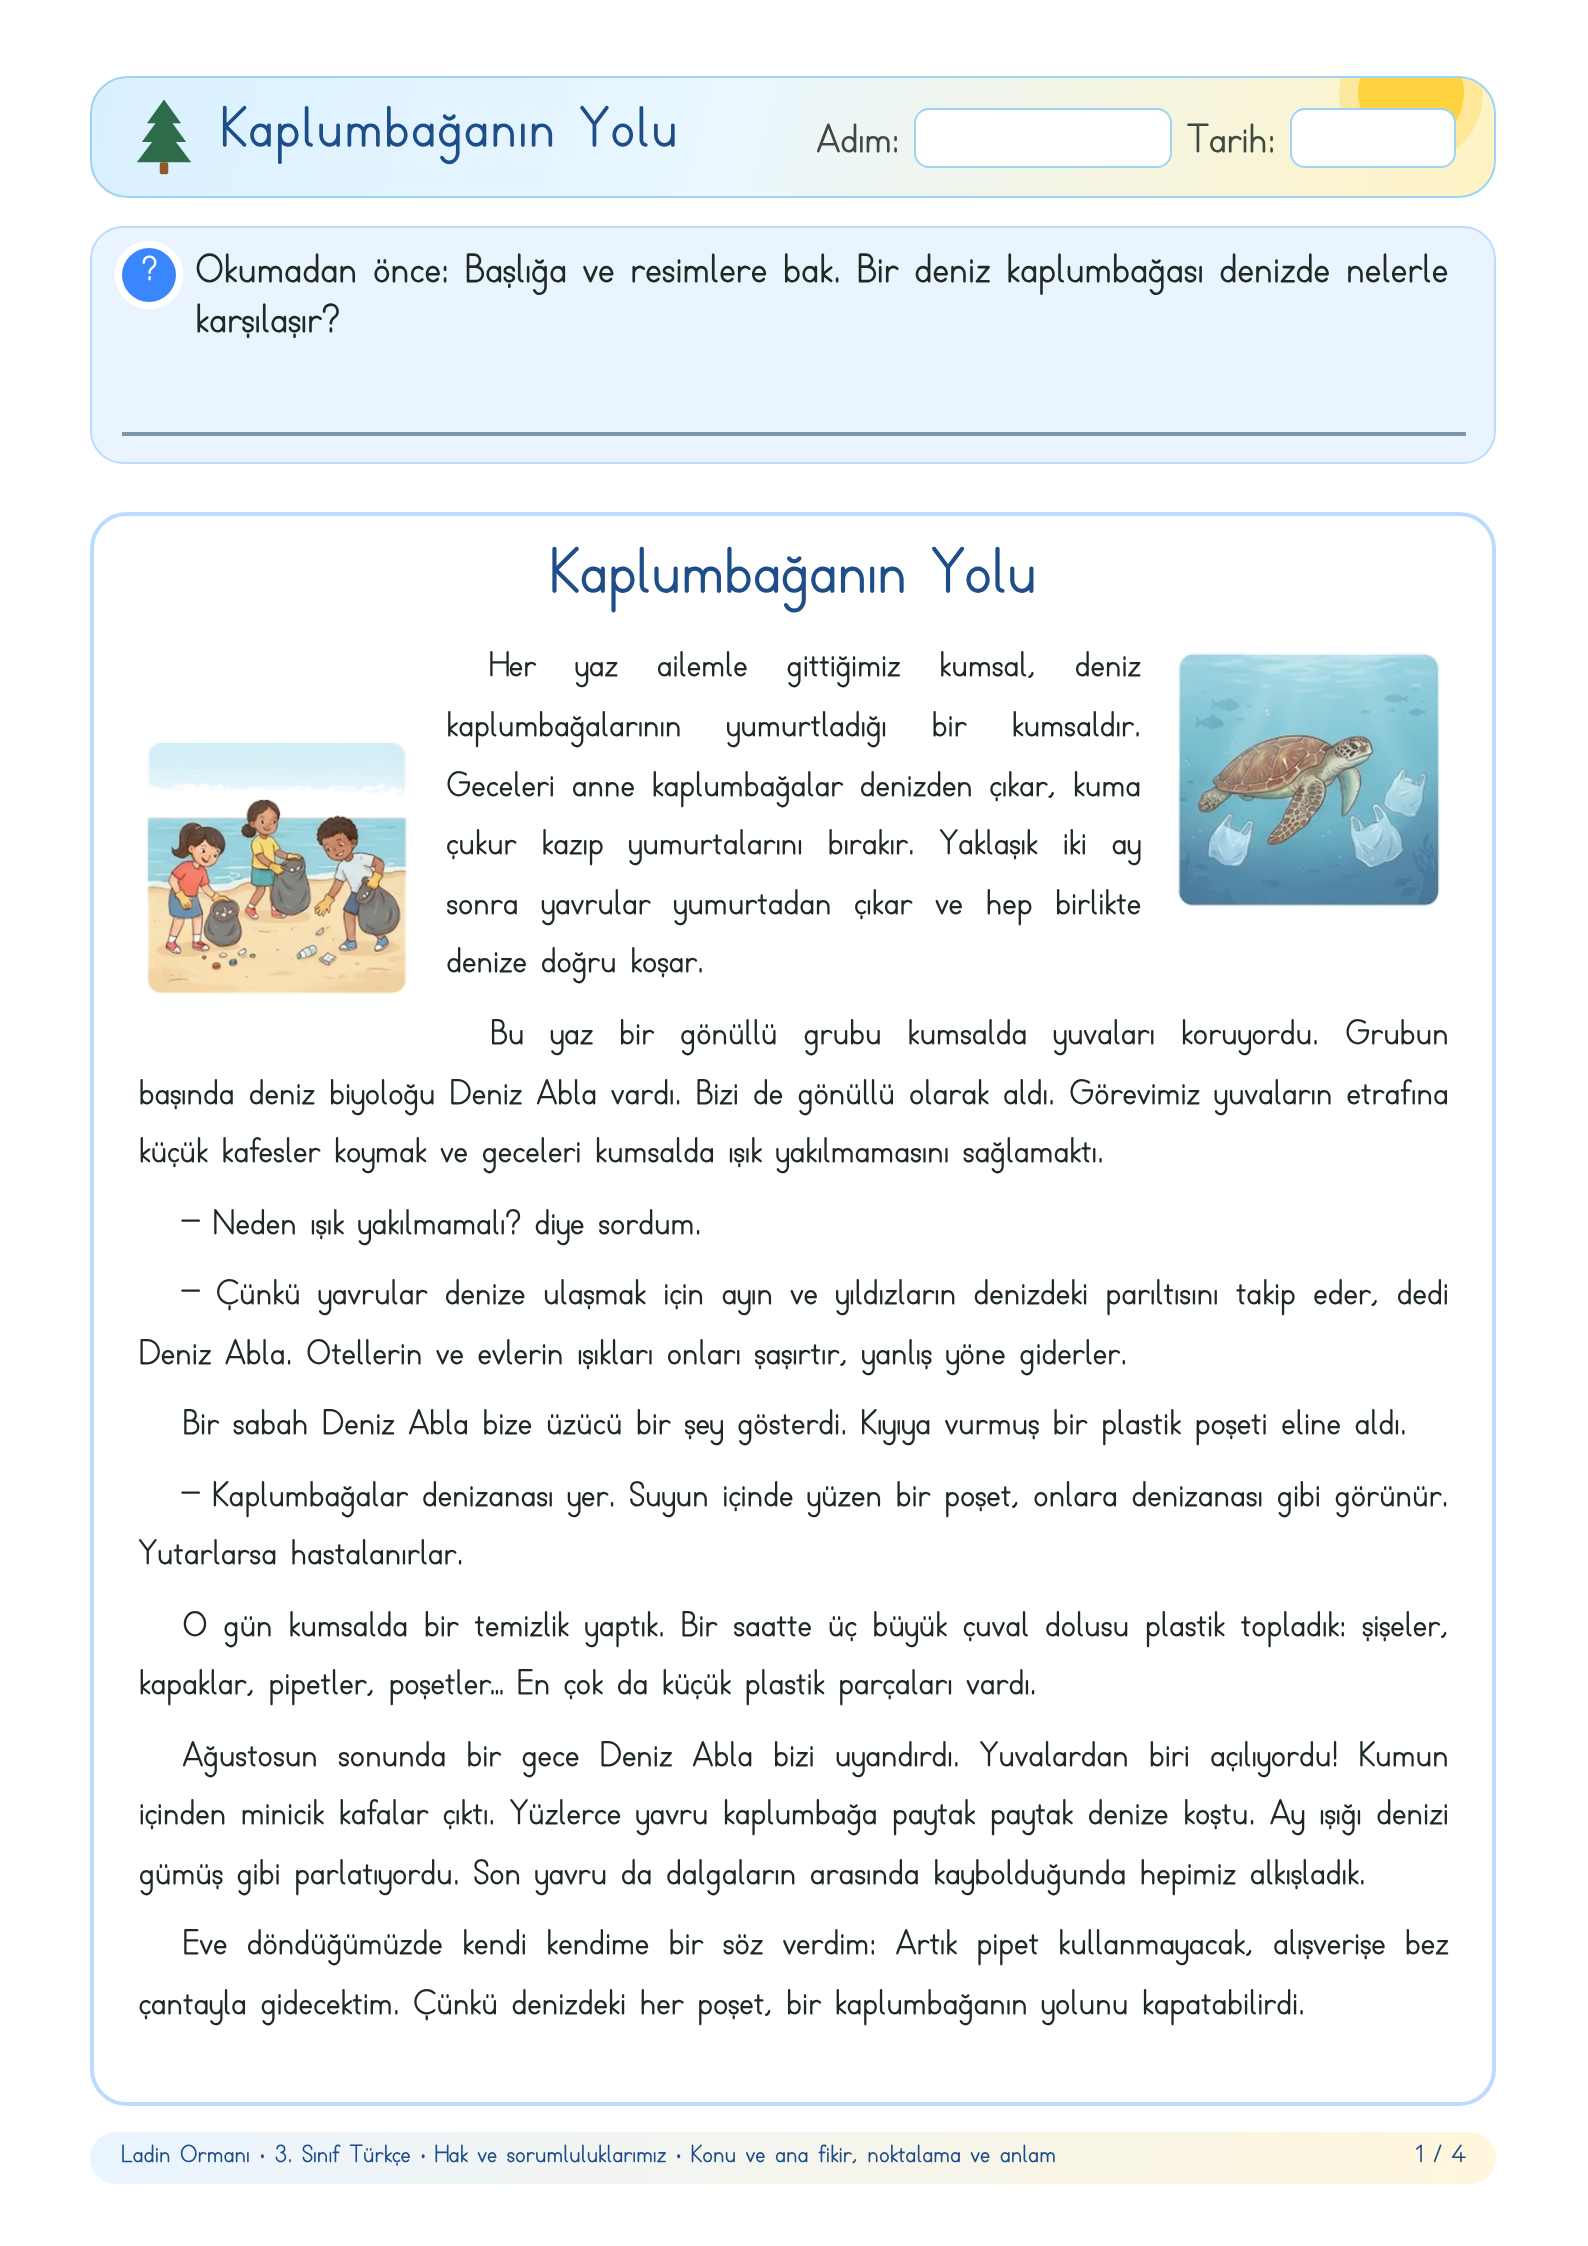 Kaplumbağanın Yolu
Adım:
Tarih:
?
Okumadan önce: Başlığa ve resimlere bak. Bir deniz kaplumbağası denizde nelerle
karşılaşır?
Kaplumbağanın Yolu
Her yaz ailemle gittiğimiz kumsal, deniz
kaplumbağalarının yumurtladığı bir kumsaldır.
Geceleri anne kaplumbağalar denizden çıkar, kuma
çukur kazıp yumurtalarını bırakır. Yaklaşık iki ay
sonra yavrular yumurtadan çıkar ve hep birlikte
denize doğru koşar.
Bu yaz bir gönüllü grubu kumsalda yuvaları koruyordu. Grubun
başında deniz biyoloğu Deniz Abla vardı. Bizi de gönüllü olarak aldı. Görevimiz yuvaların etrafına
küçük kafesler koymak ve geceleri kumsalda ışık yakılmamasını sağlamaktı.
– Neden ışık yakılmamalı? diye sordum.
– Çünkü yavrular denize ulaşmak için ayın ve yıldızların denizdeki parıltısını takip eder, dedi
Deniz Abla. Otellerin ve evlerin ışıkları onları şaşırtır, yanlış yöne giderler.
Bir sabah Deniz Abla bize üzücü bir şey gösterdi. Kıyıya vurmuş bir plastik poşeti eline aldı.
– Kaplumbağalar denizanası yer. Suyun içinde yüzen bir poşet, onlara denizanası gibi görünür.
Yutarlarsa hastalanırlar.
O gün kumsalda bir temizlik yaptık. Bir saatte üç büyük çuval dolusu plastik topladık: şişeler,
kapaklar, pipetler, poşetler... En çok da küçük plastik parçaları vardı.
Ağustosun sonunda bir gece Deniz Abla bizi uyandırdı. Yuvalardan biri açılıyordu! Kumun
içinden minicik kafalar çıktı. Yüzlerce yavru kaplumbağa paytak paytak denize koştu. Ay ışığı denizi
gümüş gibi parlatıyordu. Son yavru da dalgaların arasında kaybolduğunda hepimiz alkışladık.
Eve döndüğümüzde kendi kendime bir söz verdim: Artık pipet kullanmayacak, alışverişe bez
çantayla gidecektim. Çünkü denizdeki her poşet, bir kaplumbağanın yolunu kapatabilirdi.
Ladin Ormanı • 3. Sınıf Türkçe • Hak ve sorumluluklarımız • Konu ve ana fikir, noktalama ve anlam
1 / 4